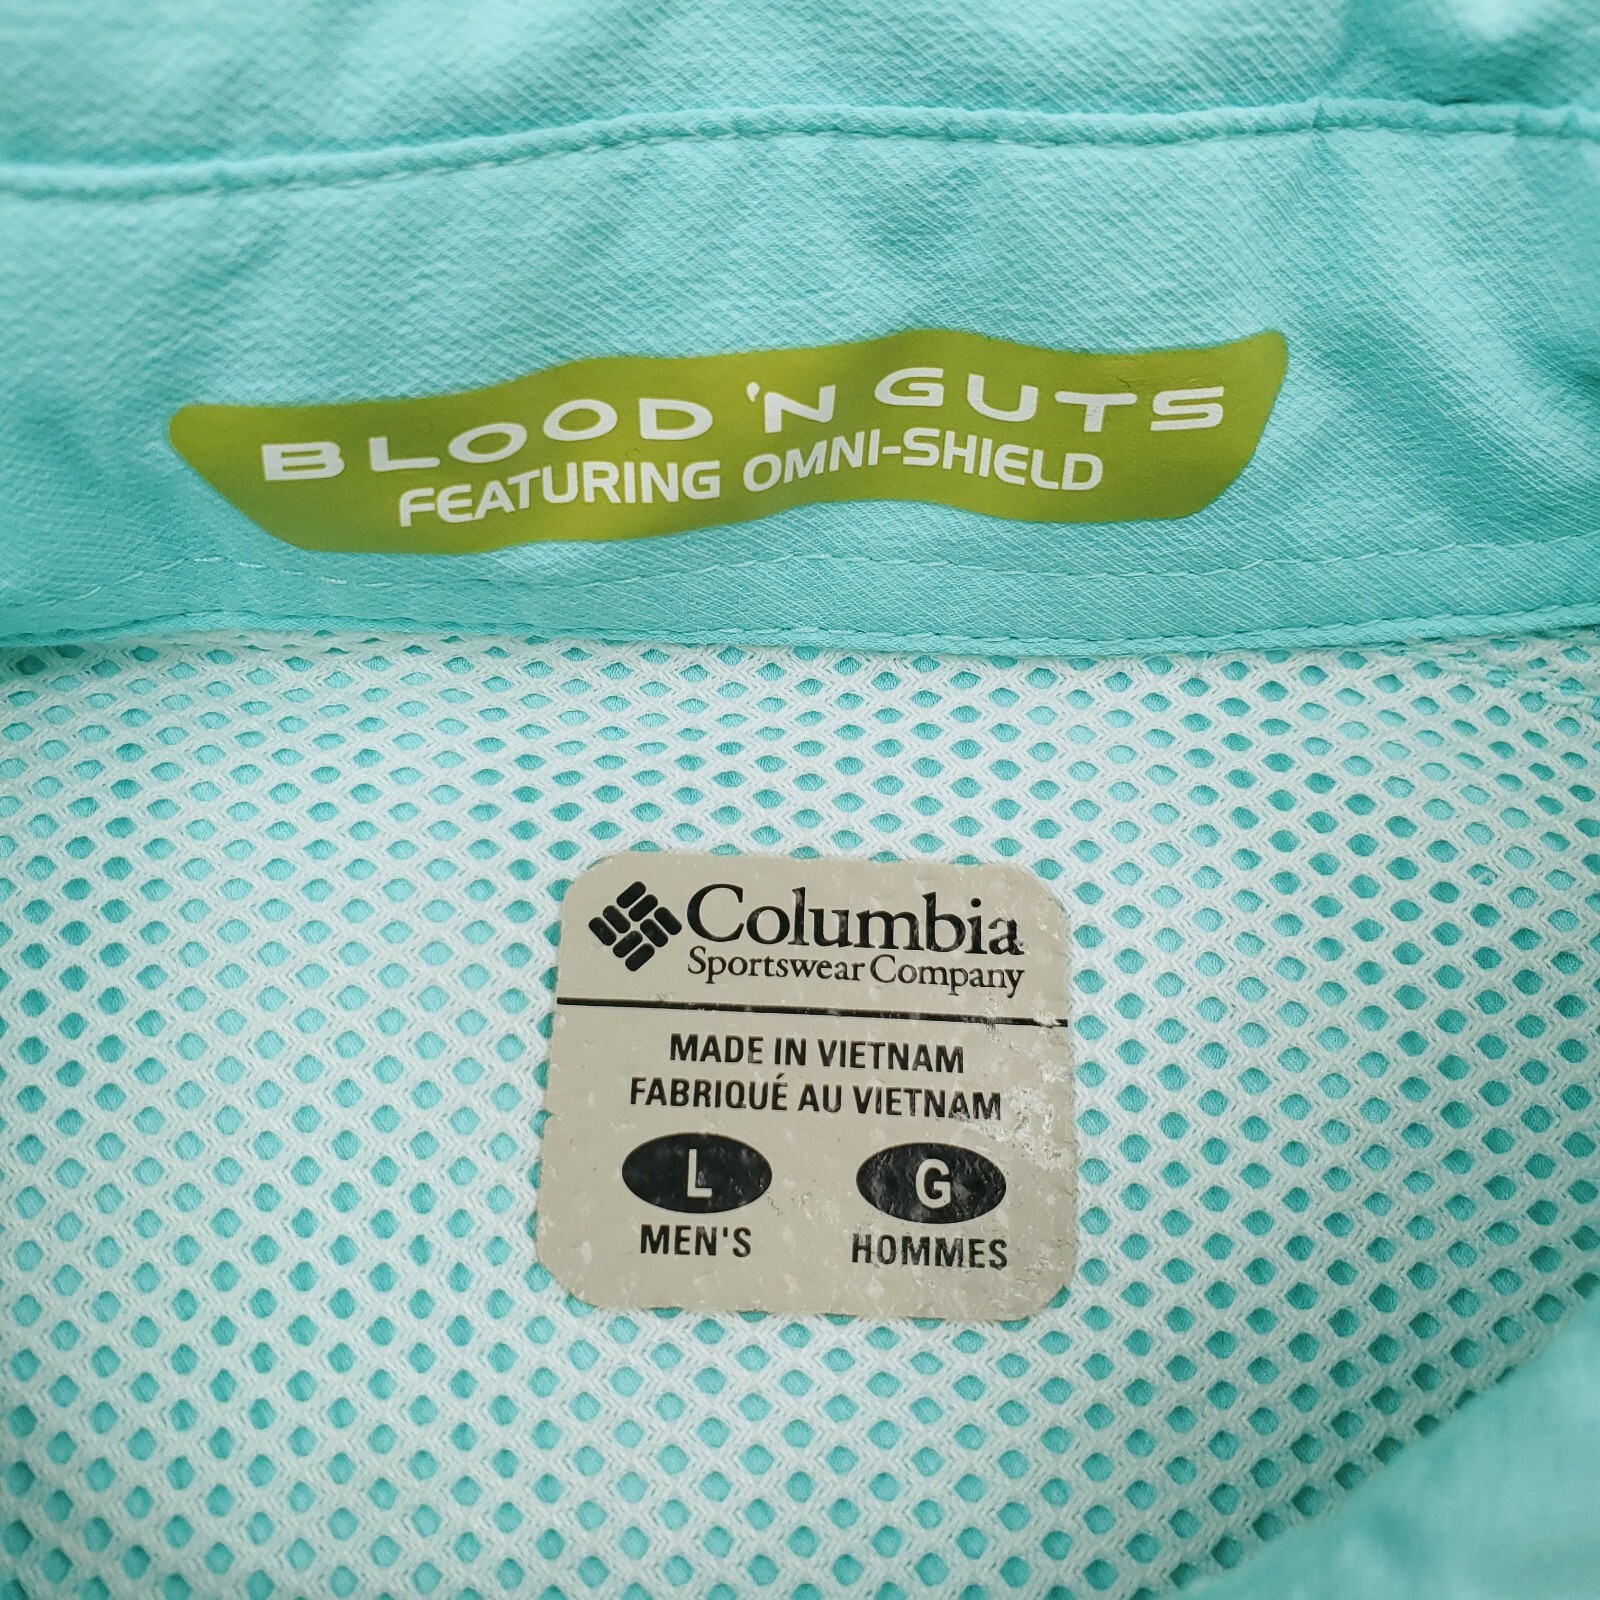 BLOOD 'N GUTS
FEATURING OMNI-SHIELD
Columbia
Sportswear Company
MADE IN VIETNAM
FABRIQUÉ AU VIETNAM
L G
MEN'S HOMMES